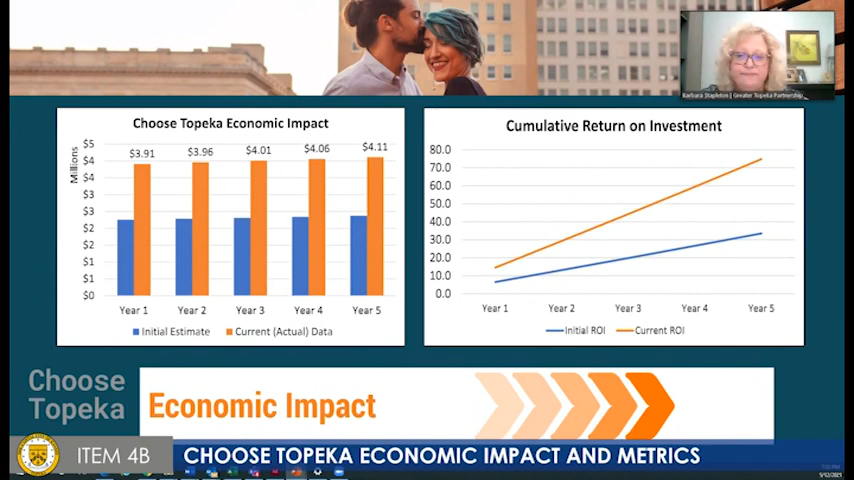 Barbara Stapleton | Greater Topeka Partnership
Choose Topeka Economic Impact
Millions
$5
$4
$4
$3
$3
$2
$2
$1
$1
$0
$3.91
$3.96
$4.01
$4.06
$4.11
Year 1
Year 2
Year 3
Year 4
Year 5
Initial Estimate
Current (Actual) Data
Cumulative Return on Investment
80.0
70.0
60.0
50.0
40.0
30.0
20.0
10.0
0.0
Year 1
Year 2
Year 3
Year 4
Year 5
Initial ROI
Current ROI
Choose
Topeka
Economic Impact
ITEM 4B
CHOOSE TOPEKA ECONOMIC IMPACT AND METRICS